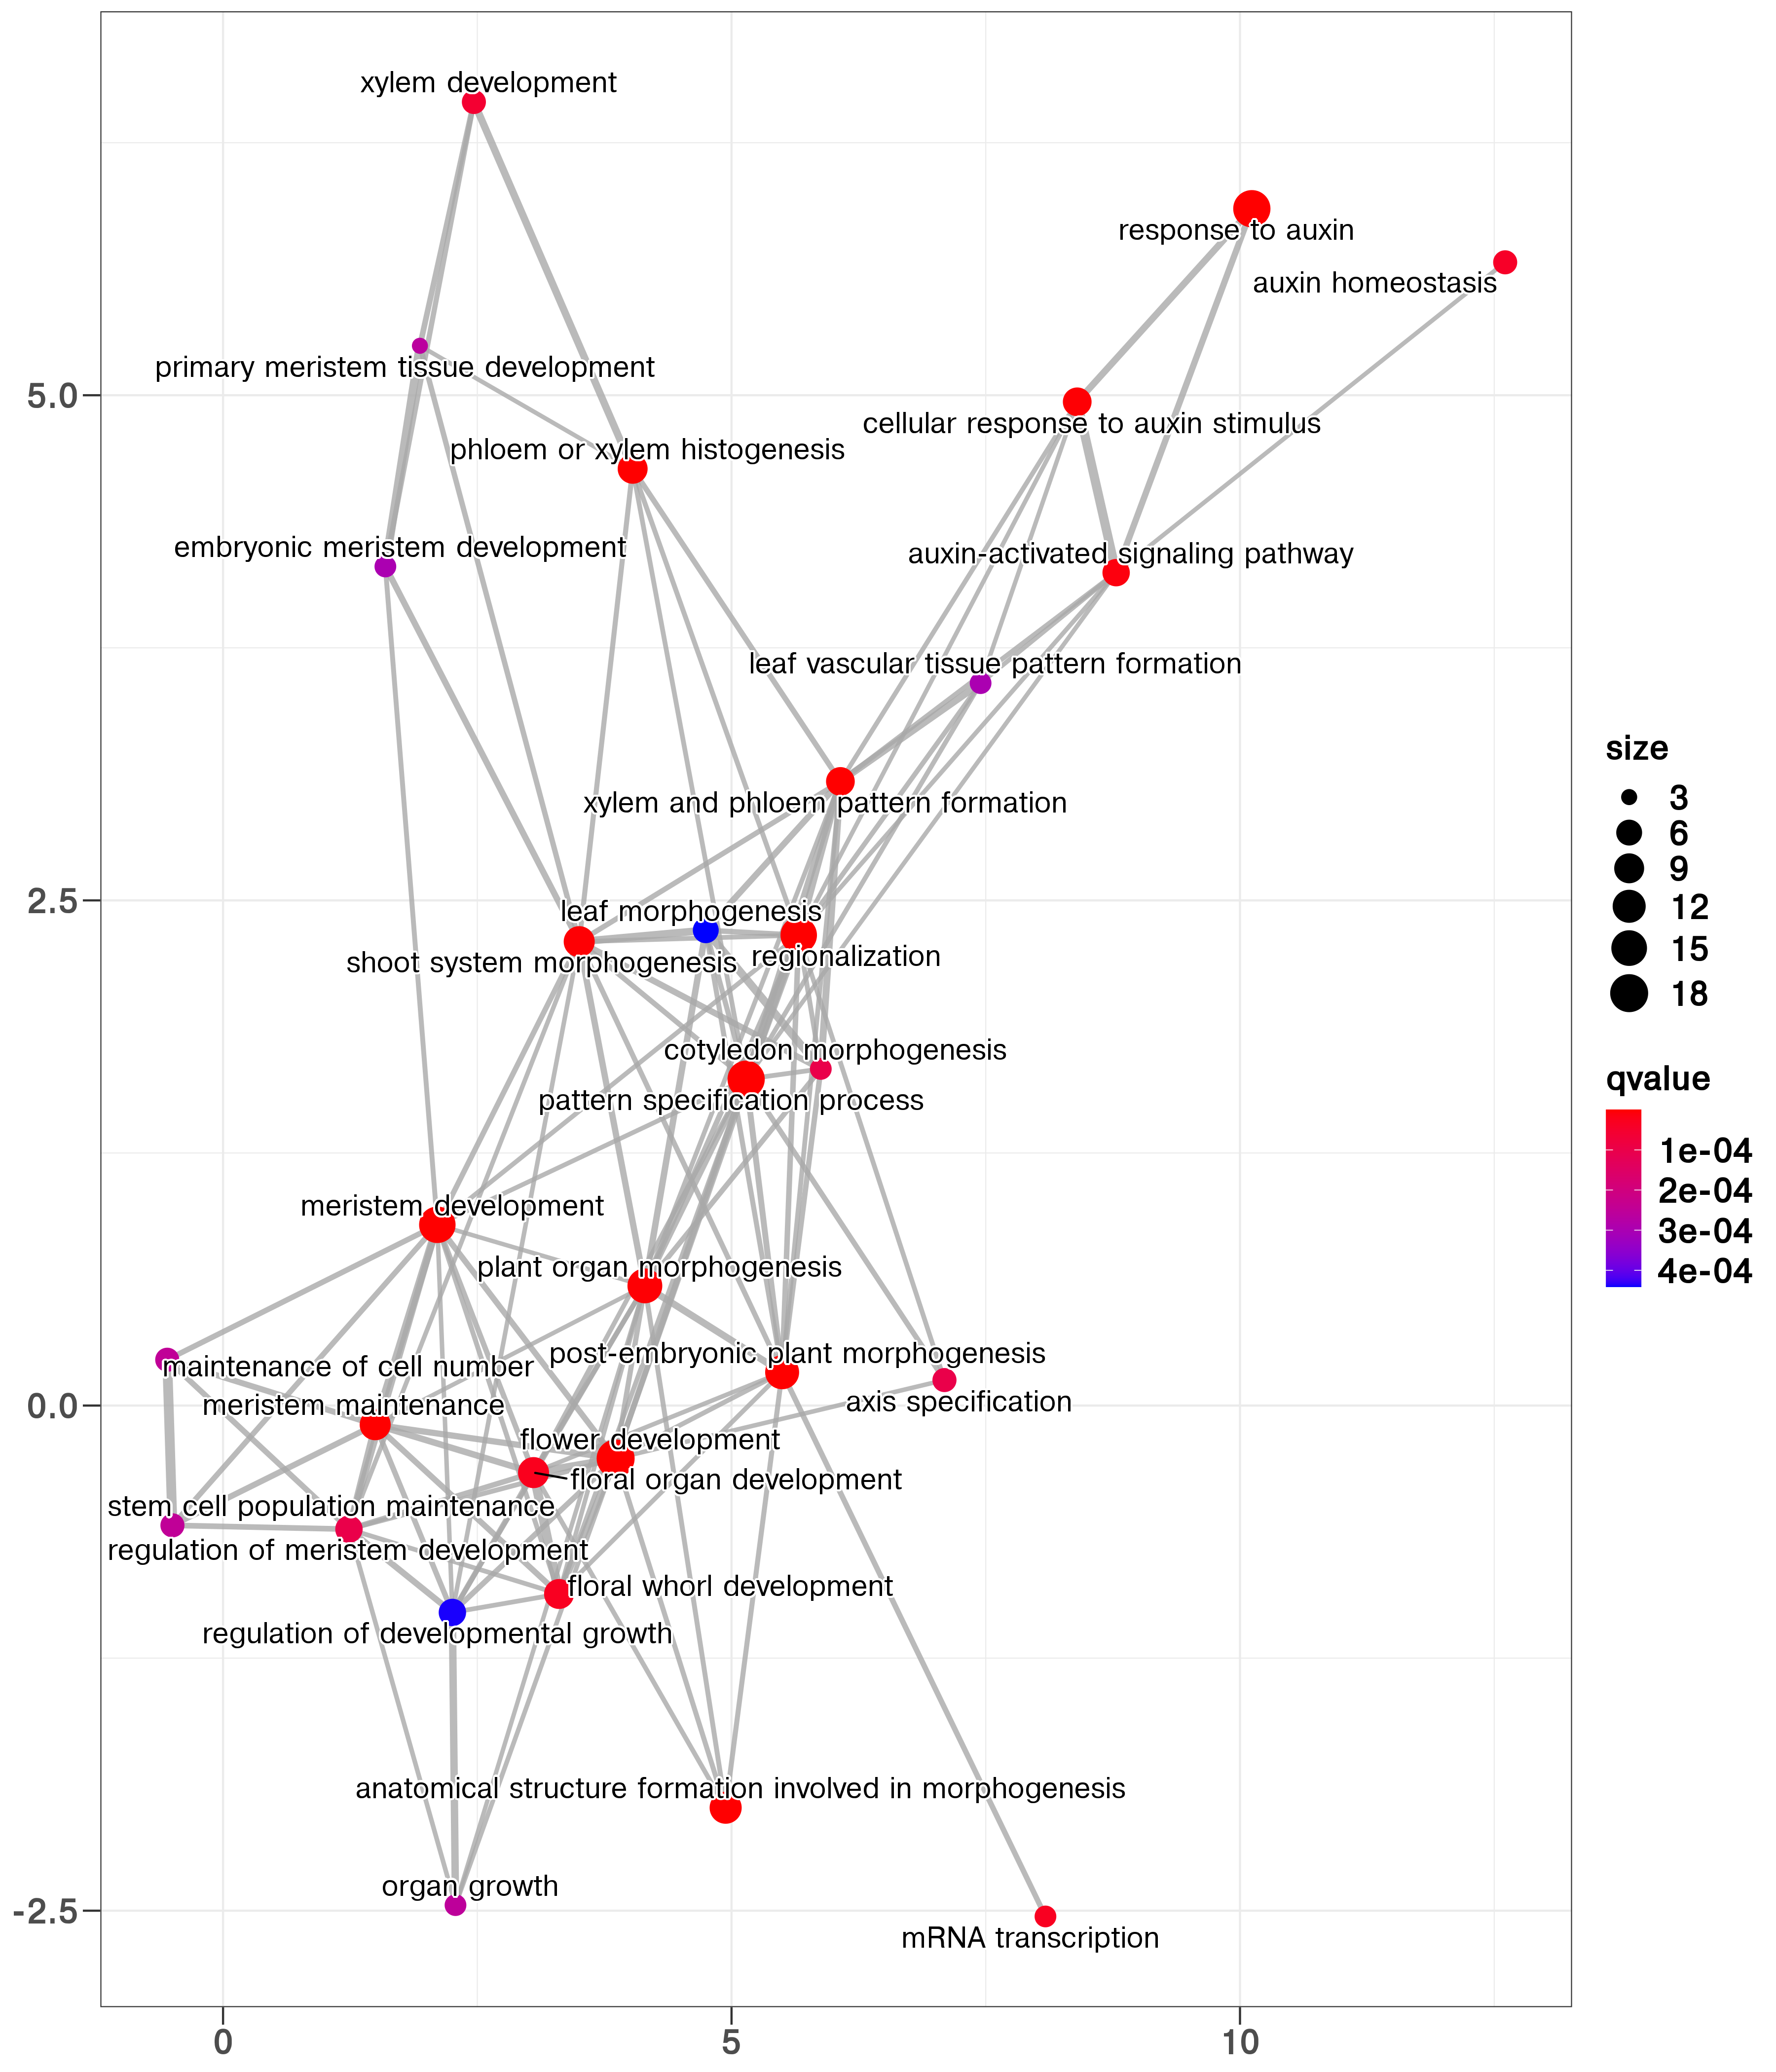 xylem development
response to auxin
auxin homeostasis
primary meristem tissue development
5.0
cellular response to auxin stimulus
phloem or xylem histogenesis
embryonic meristem development
auxin-activated signaling pathway
leaf vascular tissue pattern formation
xylem and phloem pattern formation
2.5
leaf morphogenesis
regionalization
shoot system morphogenesis
cotyledon morphogenesis
pattern specification process
meristem development
plant organ morphogenesis
post-embryonic plant morphogenesis
maintenance of cell number
0.0
meristem maintenance
axis specification
flower development
floral organ development
stem cell population maintenance
regulation of meristem development
floral whorl development
regulation of developmental growth
anatomical structure formation involved in morphogenesis
organ growth
-2.5
mRNA transcription
0
5
10
size
3
6
9
12
15
18
qvalue
1e-04
2e-04
3e-04
4e-04